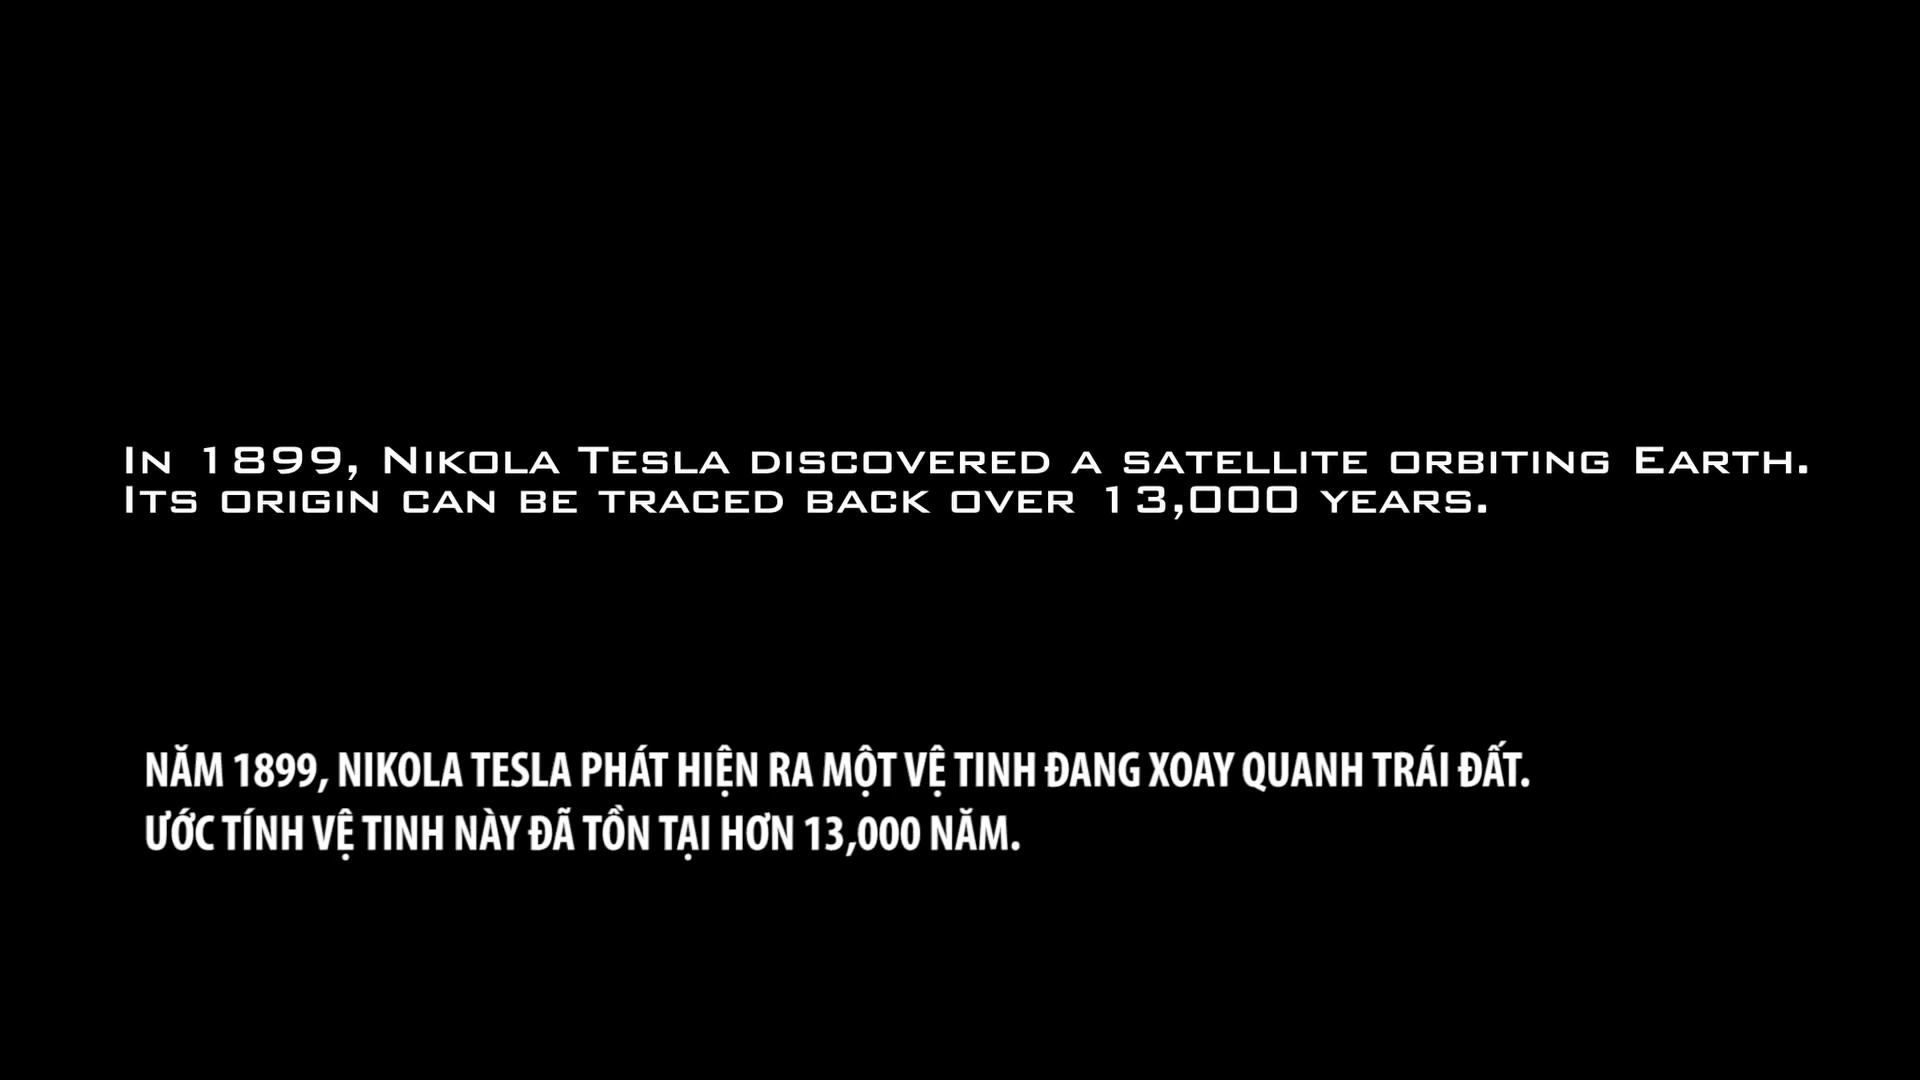 In 1899, Nikola Tesla discovered a satellite orbiting Earth.
Its origin can be traced back over 13,000 years.
NĂM 1899, NIKOLA TESLA PHÁT HIỆN RA MỘT VỆ TINH ĐANG XOAY QUANH TRÁI ĐẤT.
ƯỚC TÍNH VỆ TINH NÀY ĐÃ TỒN TẠI HƠN 13,000 NĂM.